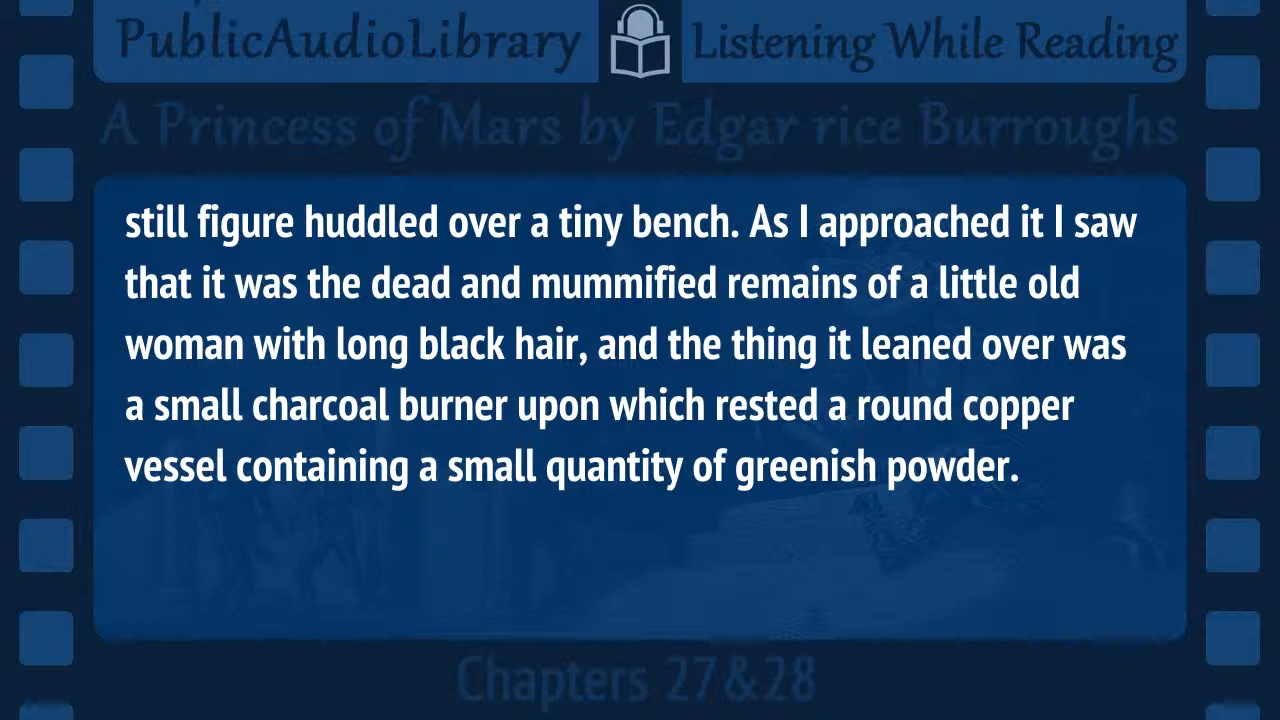 PublicAudioLibrary Listening While Reading
A Princess of Mars by Edgar rice Burroughs
still figure huddled over a tiny bench. As I approached it I saw
that it was the dead and mummified remains of a little old
woman with long black hair, and the thing it leaned over was
a small charcoal burner upon which rested a round copper
vessel containing a small quantity of greenish powder.
Chapters 27&28